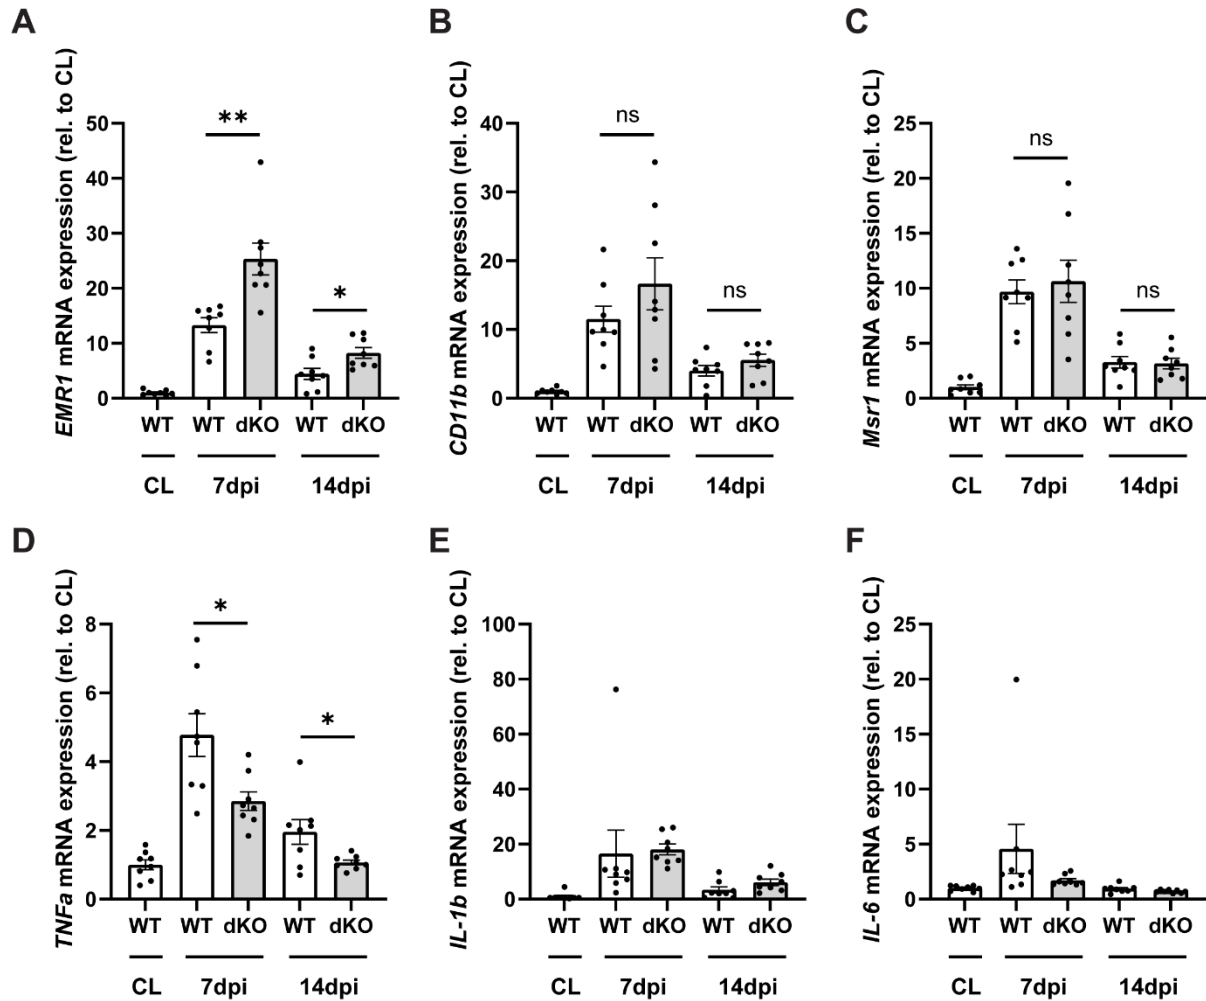 A
EMR1 mRNA expression (rel. to CL)
50
40
30
20
10
0
**
*
WT WT dKO WT dKO
CL 7dpi 14dpi
B
CD11b mRNA expression (rel. to CL)
40
30
20
10
0
ns
ns
WT WT dKO WT dKO
CL 7dpi 14dpi
C
Msr1 mRNA expression (rel. to CL)
25
20
15
10
5
0
ns
ns
WT WT dKO WT dKO
CL 7dpi 14dpi
D
TNFa mRNA expression (rel. to CL)
8
6
4
2
0
*
*
WT WT dKO WT dKO
CL 7dpi 14dpi
E
IL-1b mRNA expression (rel. to CL)
100
80
60
40
20
0
WT WT dKO WT dKO
CL 7dpi 14dpi
F
IL-6 mRNA expression (rel. to CL)
25
20
15
10
5
0
WT WT dKO WT dKO
CL 7dpi 14dpi